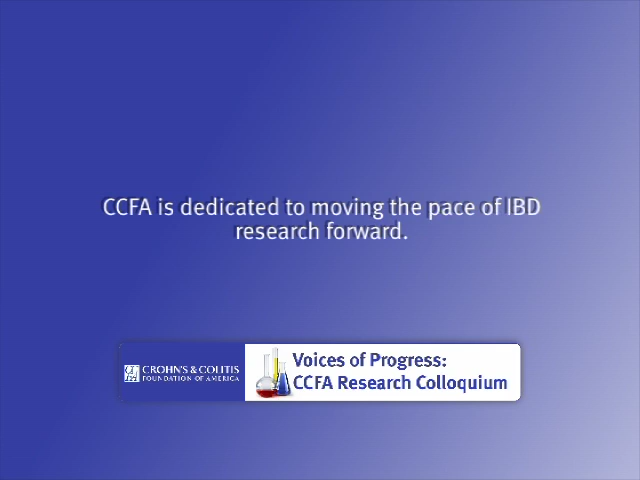 CCFA is dedicated to moving the pace of IBD
research forward.
CROHN'S & COLITIS
FOUNDATION OF AMERICA
Voices of Progress:
CCFA Research Colloquium